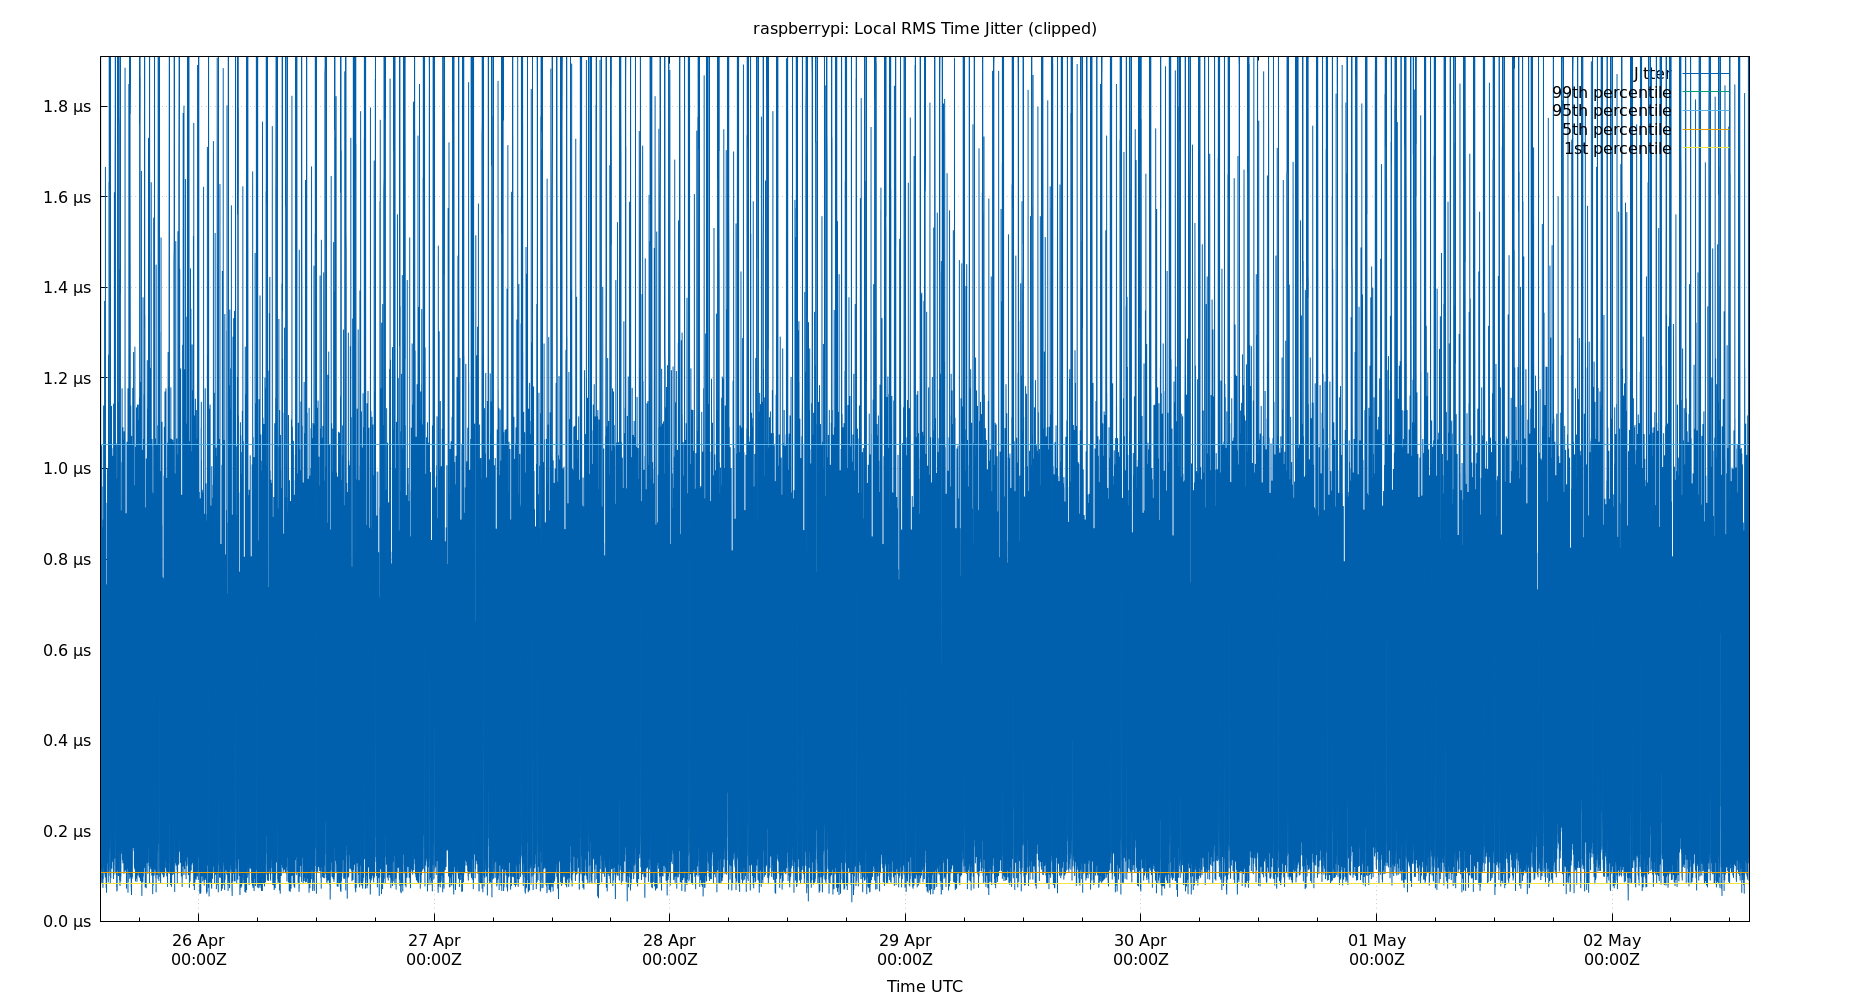 raspberrypi: Local RMS Time Jitter (clipped)
Jitter
99th percentile
95th percentile
5th percentile
1st percentile
1.8 µs
1.6 µs
1.4 µs
1.2 µs
1.0 µs
0.8 µs
0.6 µs
0.4 µs
0.2 µs
0.0 µs
26 Apr 27 Apr 28 Apr 29 Apr 30 Apr 01 May 02 May
00:00Z 00:00Z 00:00Z 00:00Z 00:00Z 00:00Z 00:00Z
Time UTC